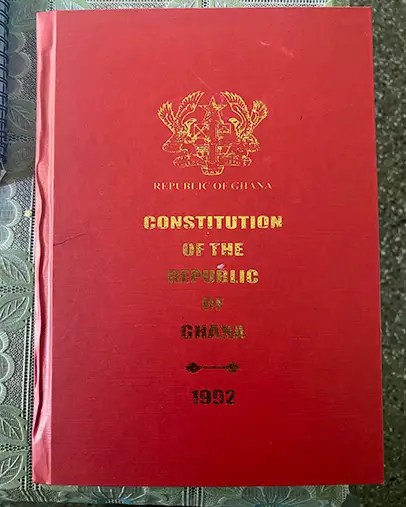 REPUBLIC OF GHANA
CONSTITUTION
OF THE
REPUBLIC
OF
GHANA
1992